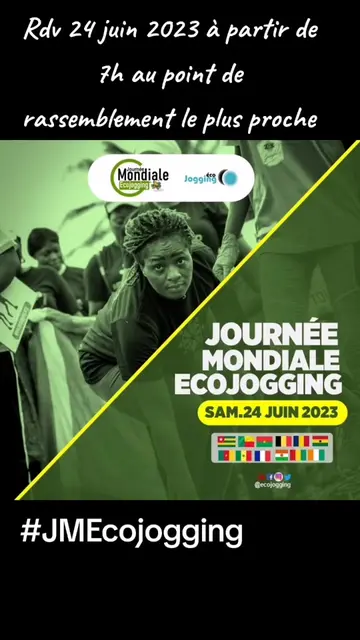 Rdv 24 juin 2023 à partir de
7h au point de
rassemblement le plus proche
Journée
Mondiale
Ecojogging
éco
Jogging
JOURNÉE
MONDIALE
ECOJOGGING
SAM.24 JUIN 2023
@ecojogging
#JMEcojogging